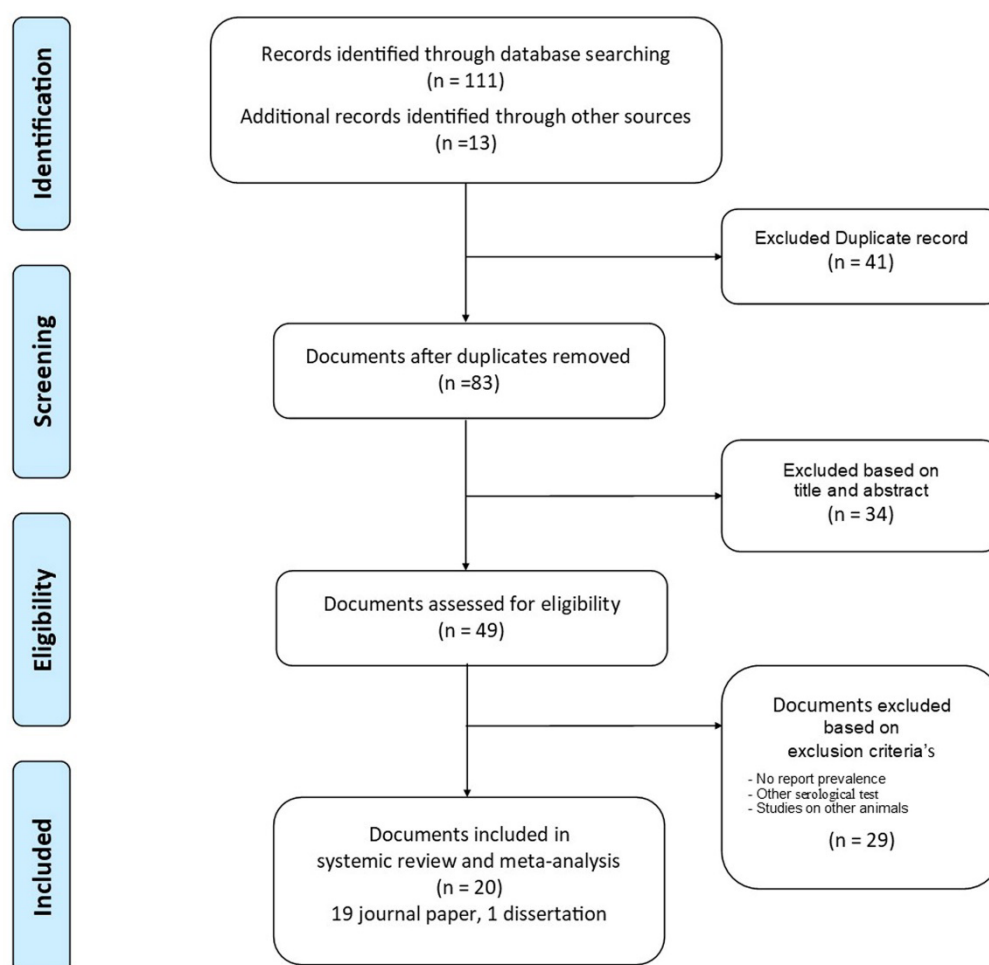 Identification
Records identified through database searching
(n = 111)
Additional records identified through other sources
(n =13)
Excluded Duplicate record
(n = 41)
Screening
Documents after duplicates removed
(n =83)
Excluded based on
title and abstract
(n = 34)
Eligibility
Documents assessed for eligibility
(n = 49)
Documents excluded
based on
exclusion criteria's
- No report prevalence
- Other serological test
- Studies on other animals
(n = 29)
Included
Documents included in
systemic review and meta-analysis
(n = 20)
19 journal paper, 1 dissertation